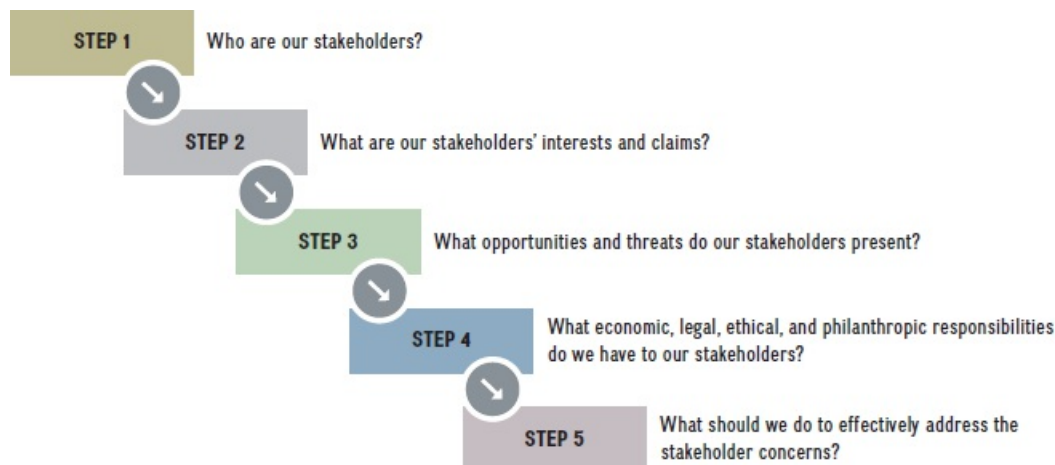 STEP 1
Who are our stakeholders?
STEP 2
What are our stakeholders' interests and claims?
STEP 3
What opportunities and threats do our stakeholders present?
STEP 4
What economic, legal, ethical, and philanthropic responsibilities
do we have to our stakeholders?
STEP 5
What should we do to effectively address the
stakeholder concerns?